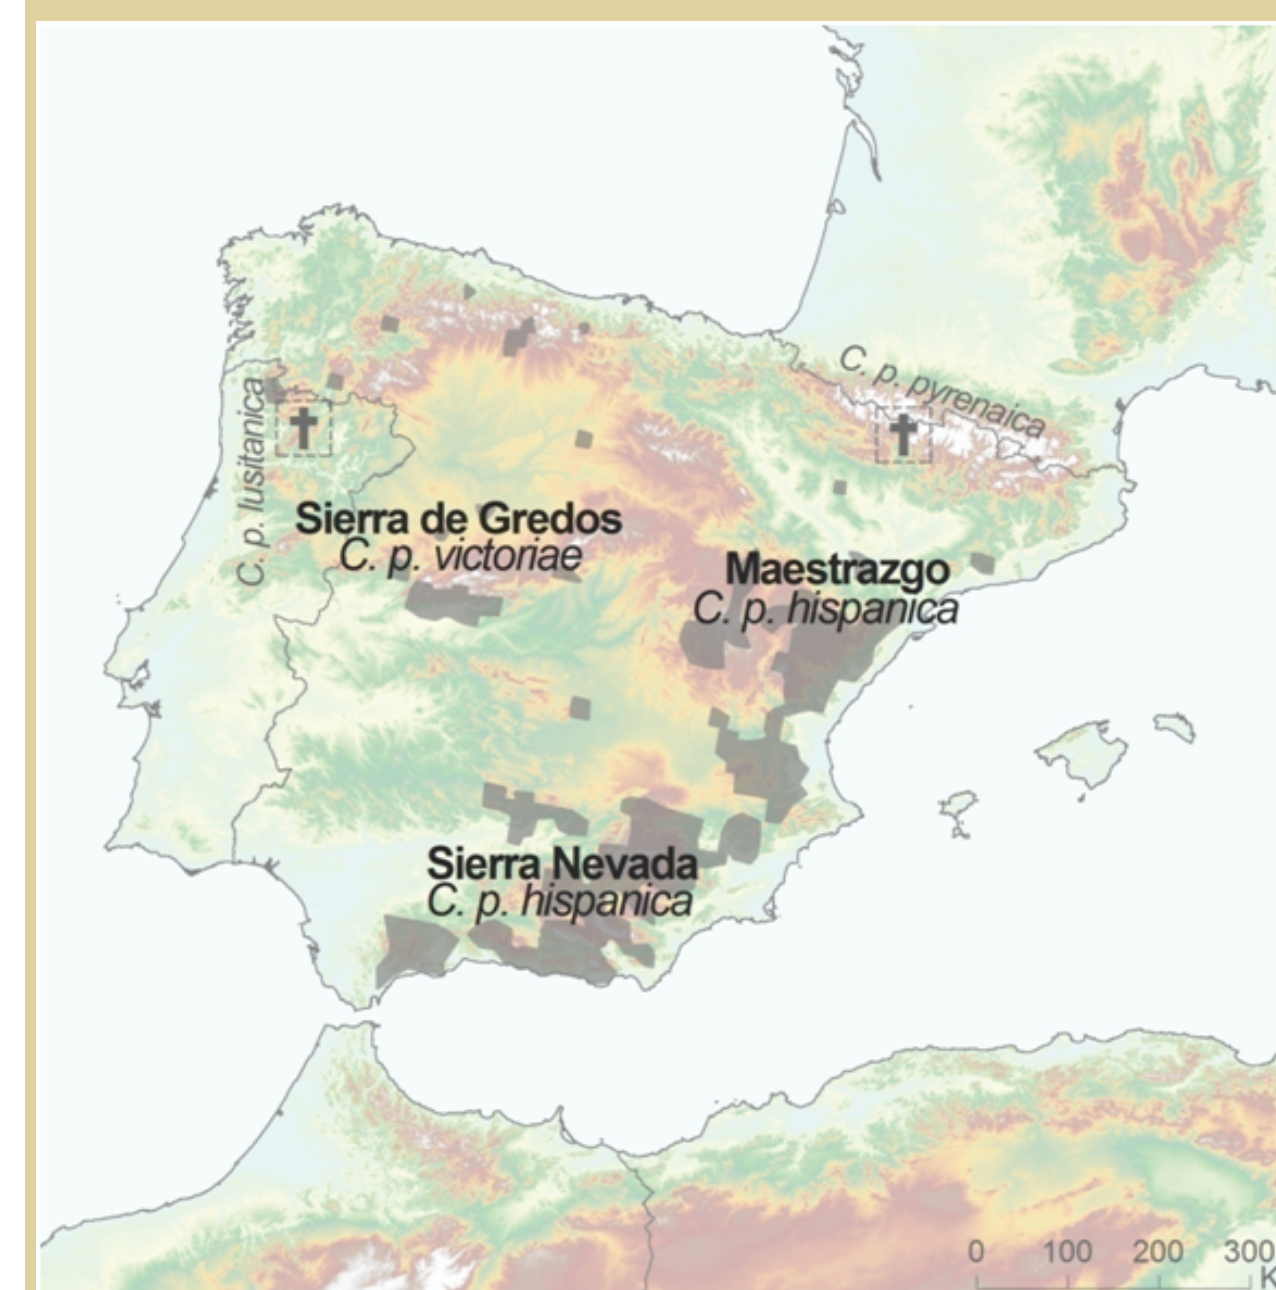 C. p. pyrenaica
C. p. lusitanica
Sierra de Gredos
C. p. victoriae
Maestrazgo
C. p. hispanica
Sierra Nevada
C. p. hispanica
0 100 200 300
K